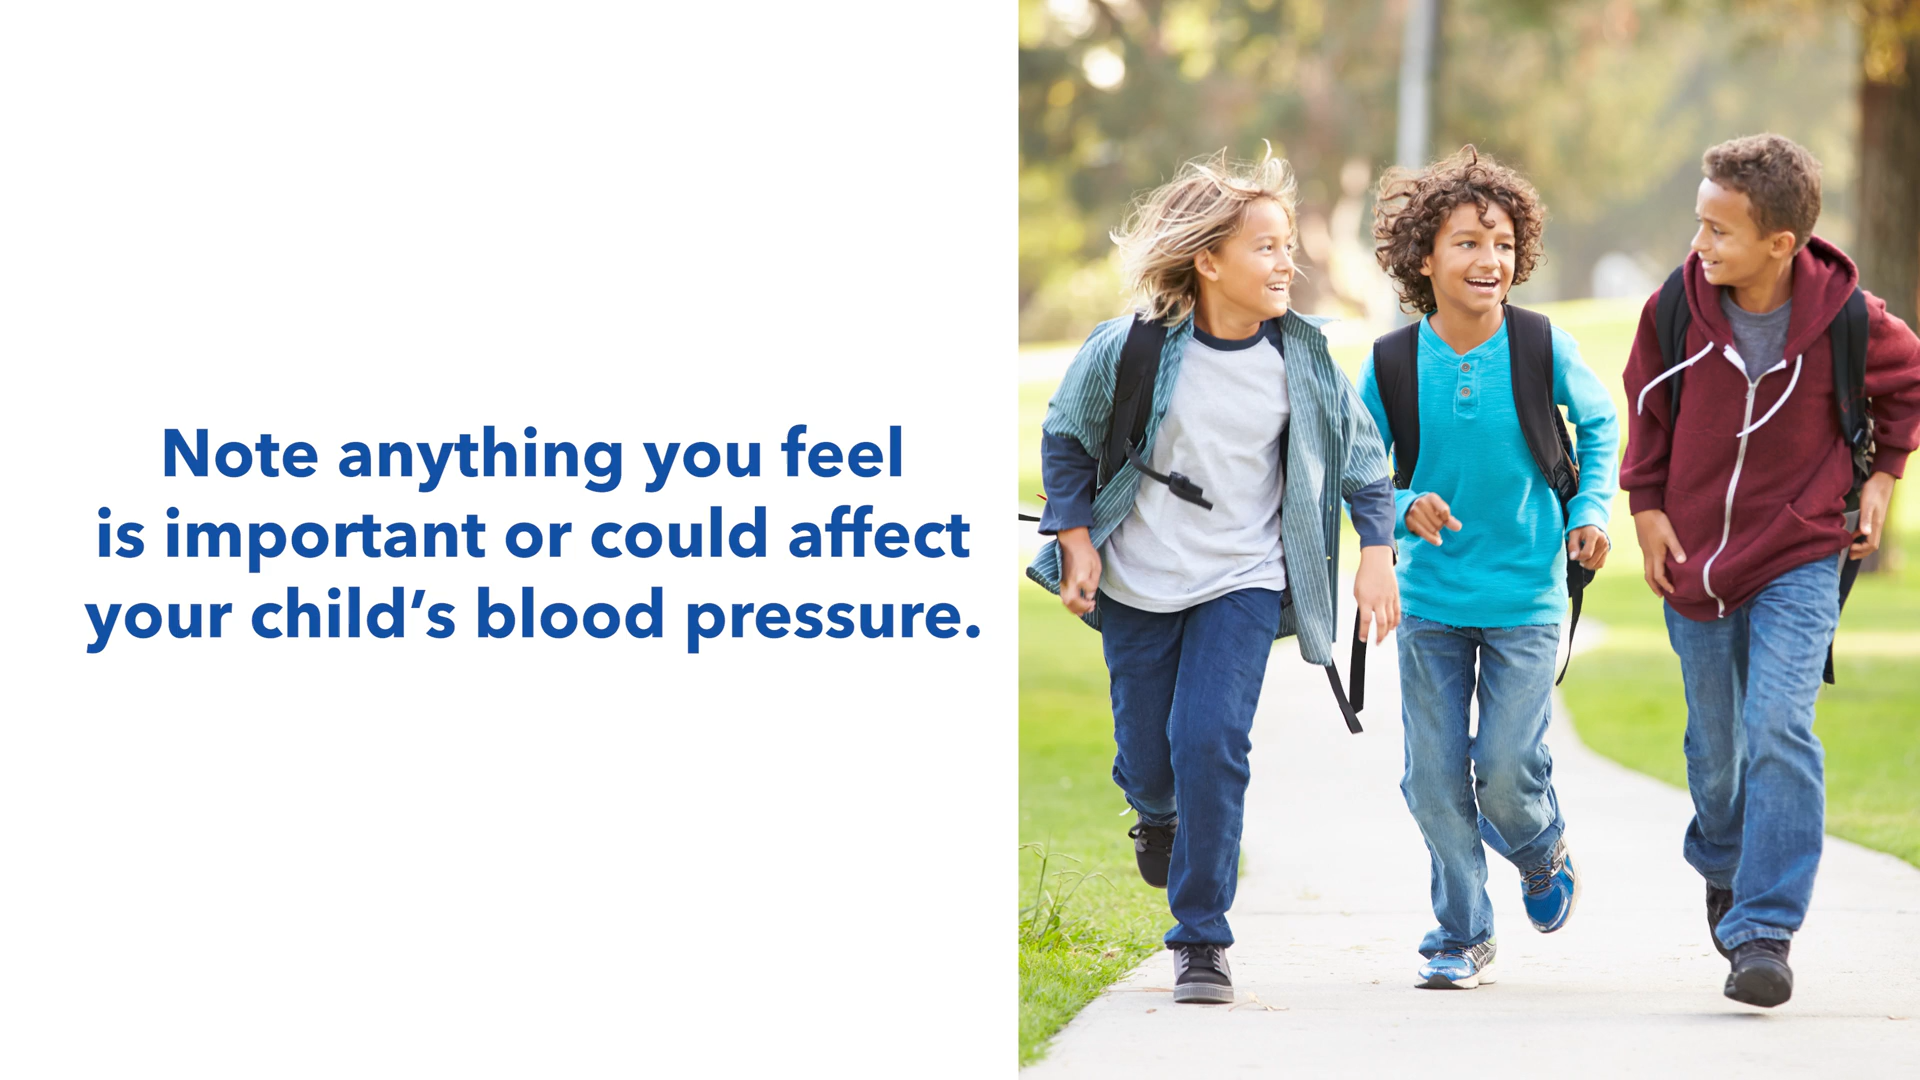 Note anything you feel
is important or could affect
your child’s blood pressure.